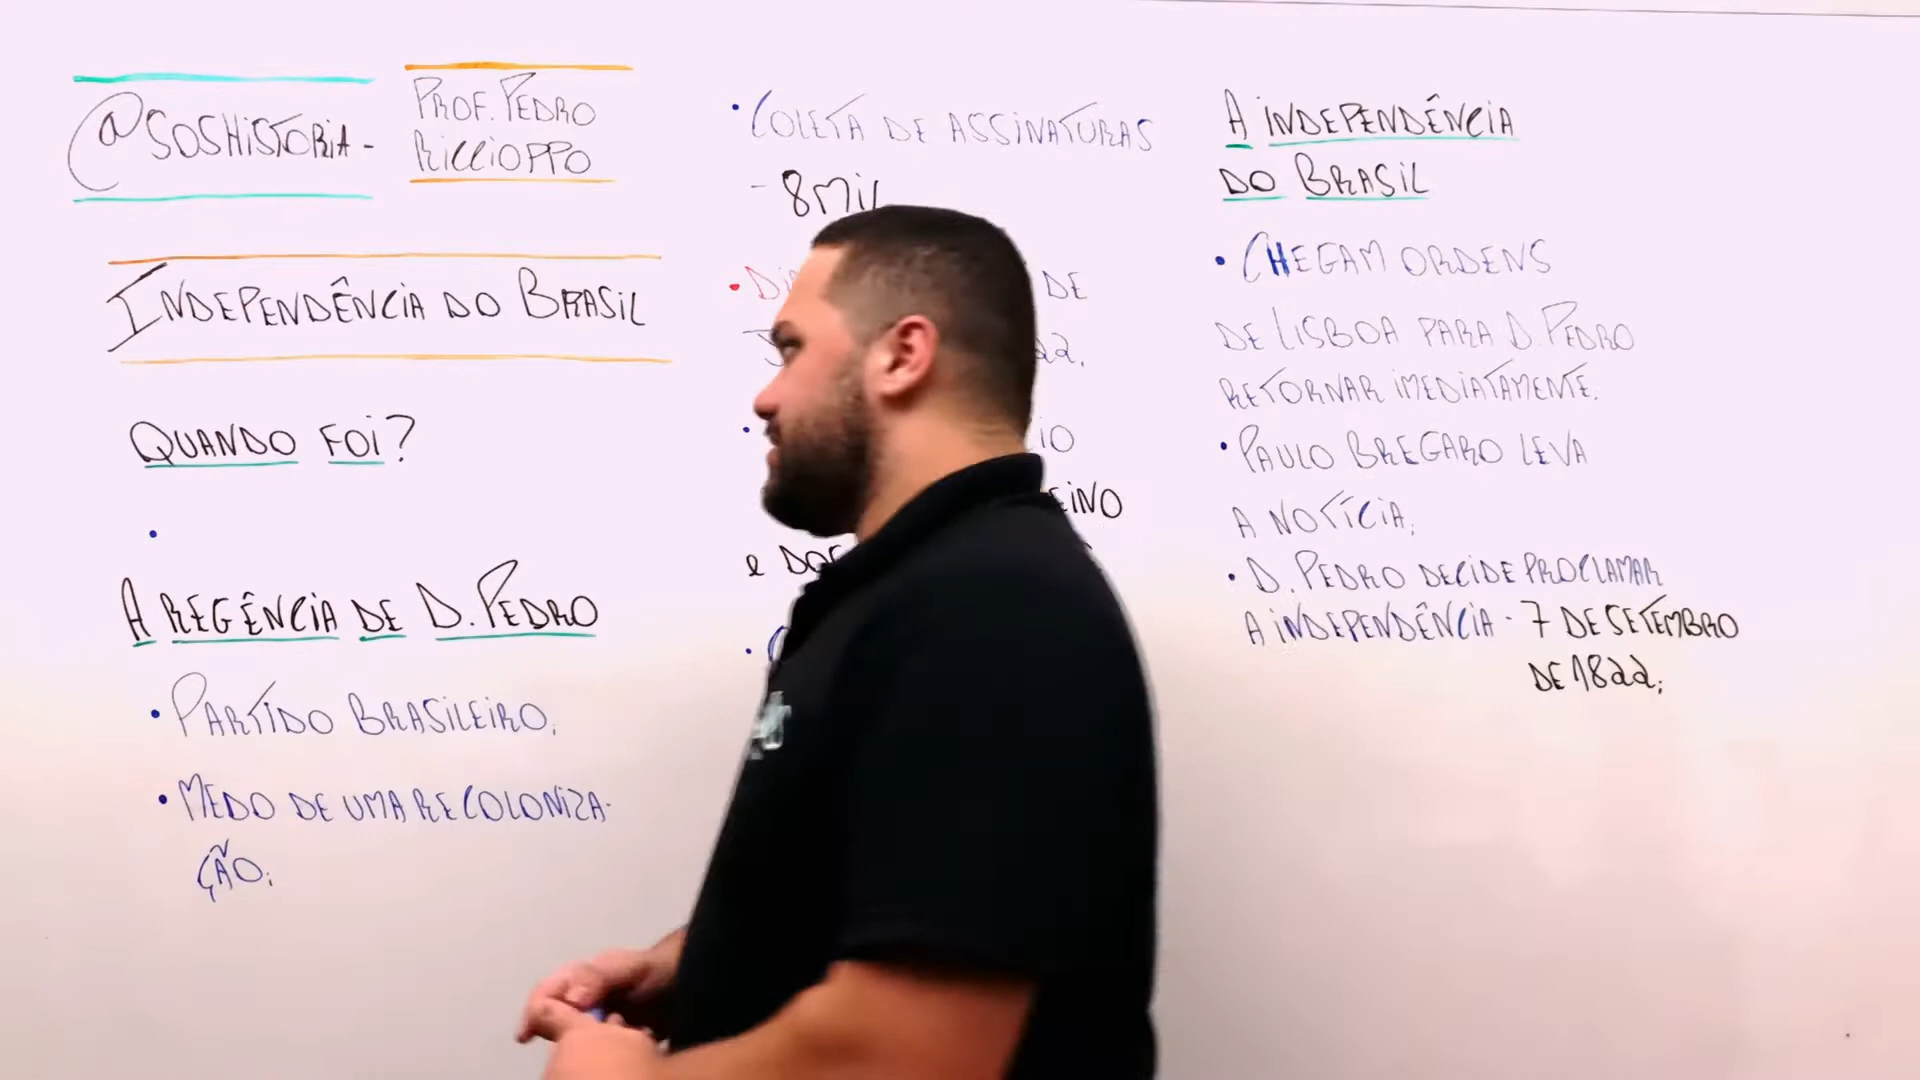 @SOSHISTORIA -
PROF. PEDRO
RICCIOPPO
INDEPENDÊNCIA DO BRASIL
QUANDO FOI?
•
A REGÊNCIA DE D. PEDRO
• PARTIDO BRASILEIRO;
• MEDO DE UMA RECOLONIZA-
ÇÃO;
• COLETA DE ASSINATURAS
- 8 MIL
• DE
22.
•
E
• A INDEPENDÊNCIA
DO BRASIL
• CHEGAM ORDENS
DE LISBOA PARA D. PEDRO
RETORNAR IMEDIATAMENTE.
• PAULO BREGARO LEVA
A NOTÍCIA;
• D. PEDRO DECIDE PROCLAMAR
A INDEPENDÊNCIA - 7 DE SETEMBRO
DE 1822;